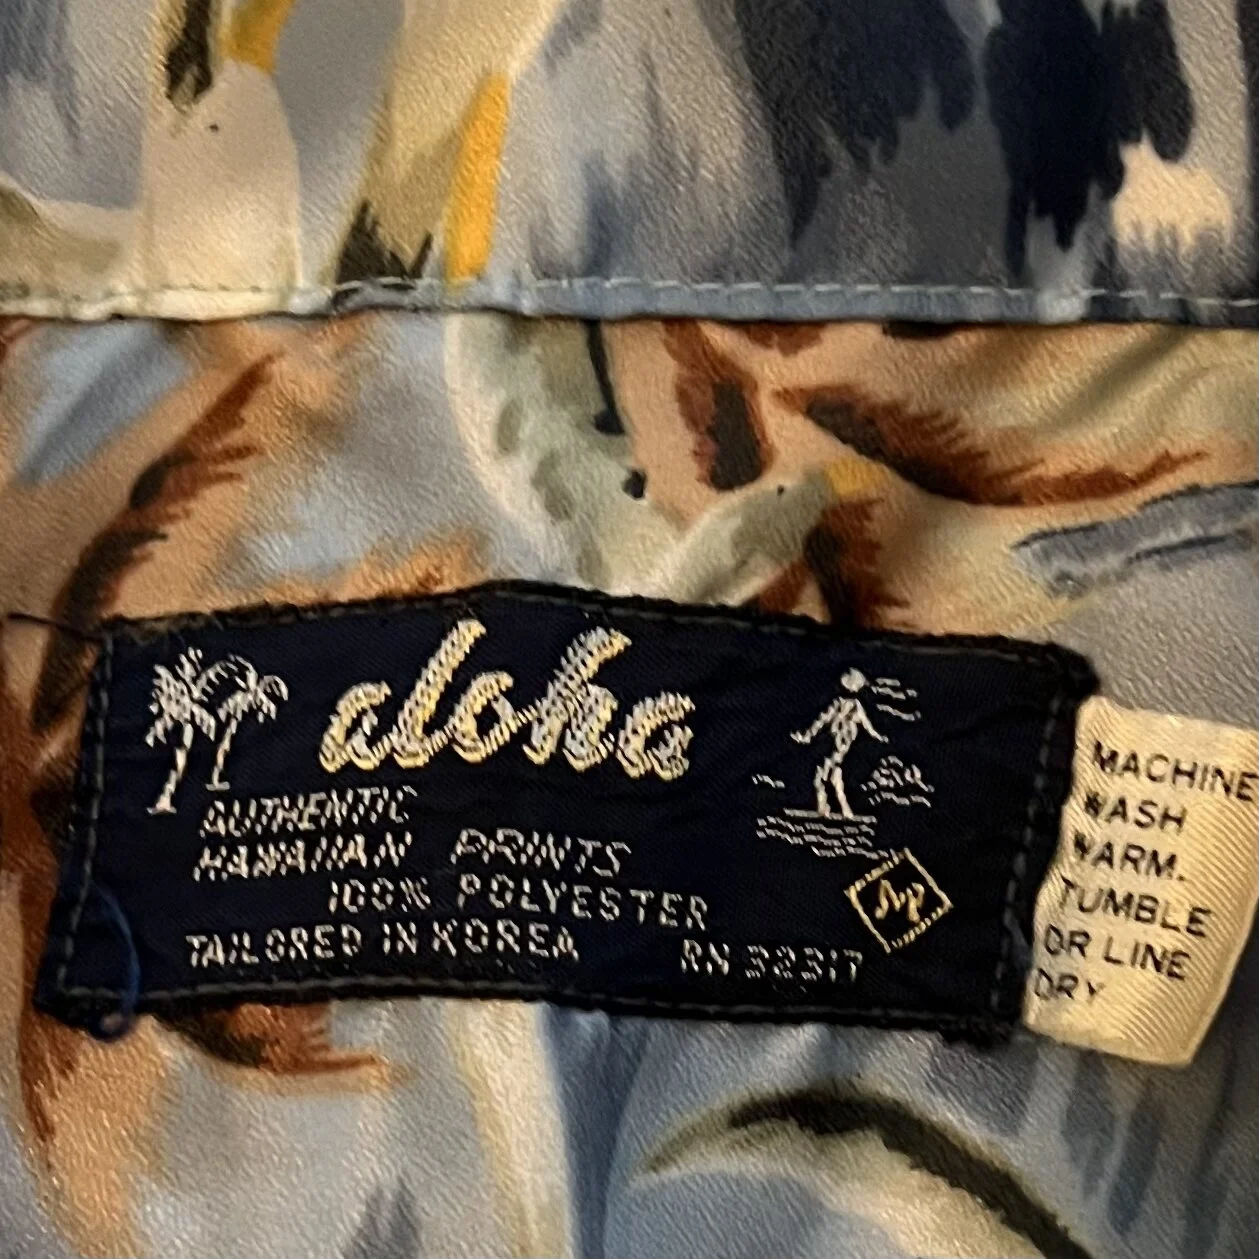 aloha
AUTHENTIC
HAWAIIAN PRINTS
100% POLYESTER
TAILORED IN KOREA RN 32317
MACHINE
WASH
WARM.
TUMBLE
OR LINE
DRY